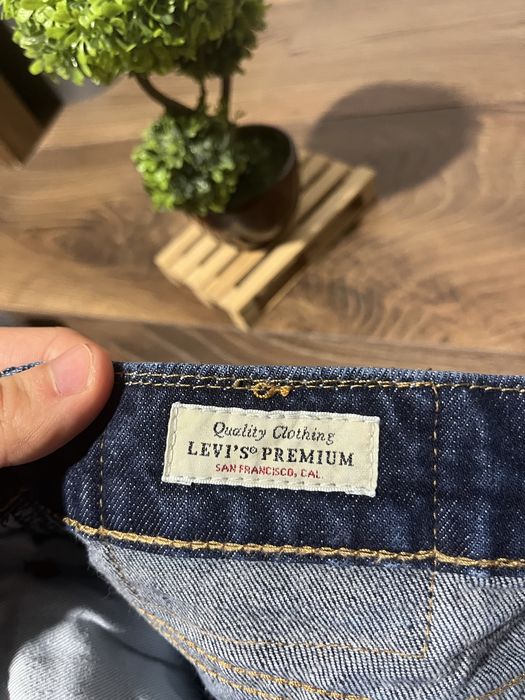 Quality Clothing
LEVI'S® PREMIUM
SAN FRANCISCO, CAL.